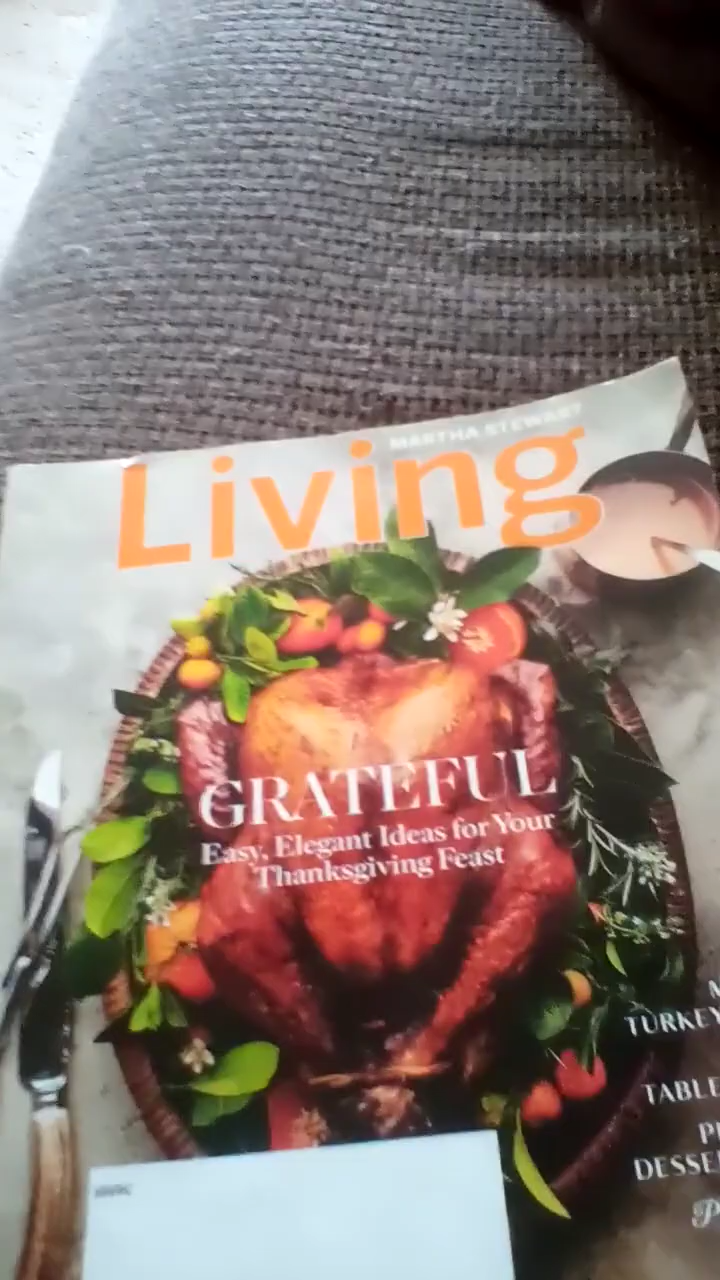 MARTHA STEWART
Living
GRATEFUL
Easy, Elegant Ideas for Your
Thanksgiving Feast
TURKEY
TABLE
DESSE